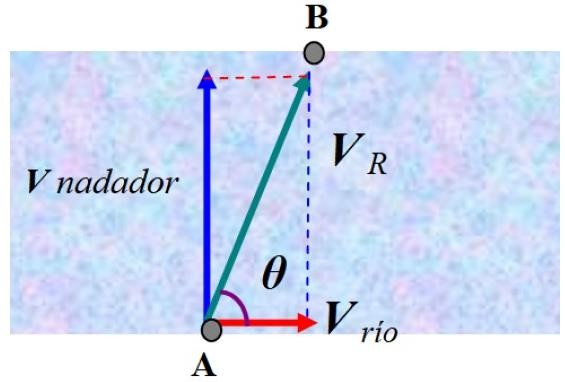 B
V R
V nadador
θ
V río
A